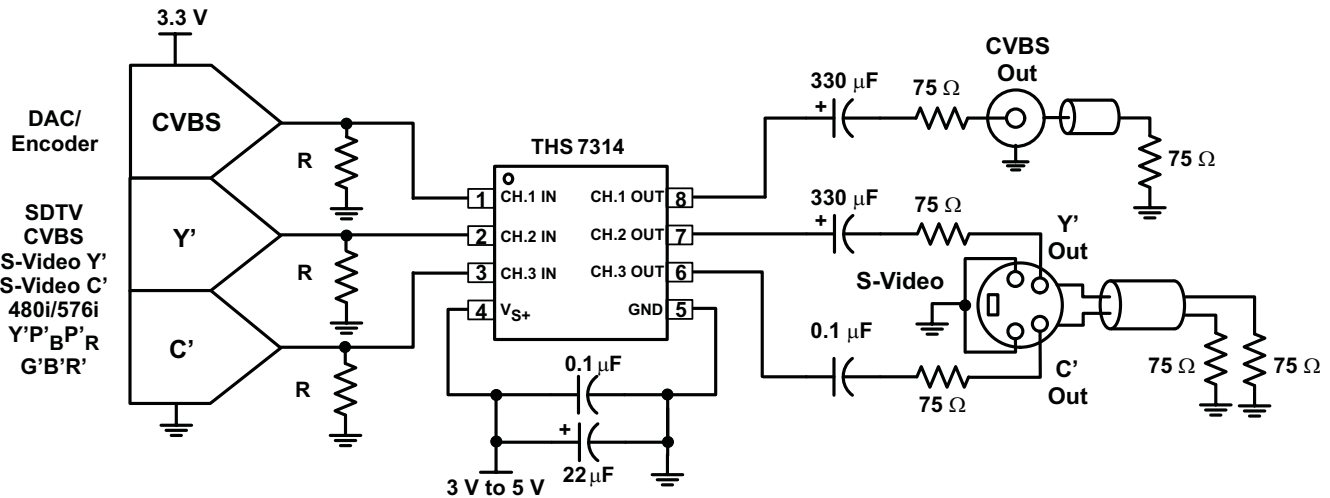 3.3 V
DAC/
Encoder
SDTV
CVBS
S-Video Y'
S-Video C'
480i/576i
Y'P'BP'R
G'B'R'
CVBS
Y'
C'
R
R
R
THS 7314
1
CH.1 IN
CH.1 OUT
8
2
CH.2 IN
CH.2 OUT
7
3
CH.3 IN
CH.3 OUT
6
4
VS+
GND
5
0.1 μF
+
22 μF
3 V to 5 V
330 μF
+
75 Ω
CVBS
Out
75 Ω
330 μF
+
75 Ω
Y'
Out
S-Video
0.1 μF
75 Ω
C'
Out
75 Ω
75 Ω